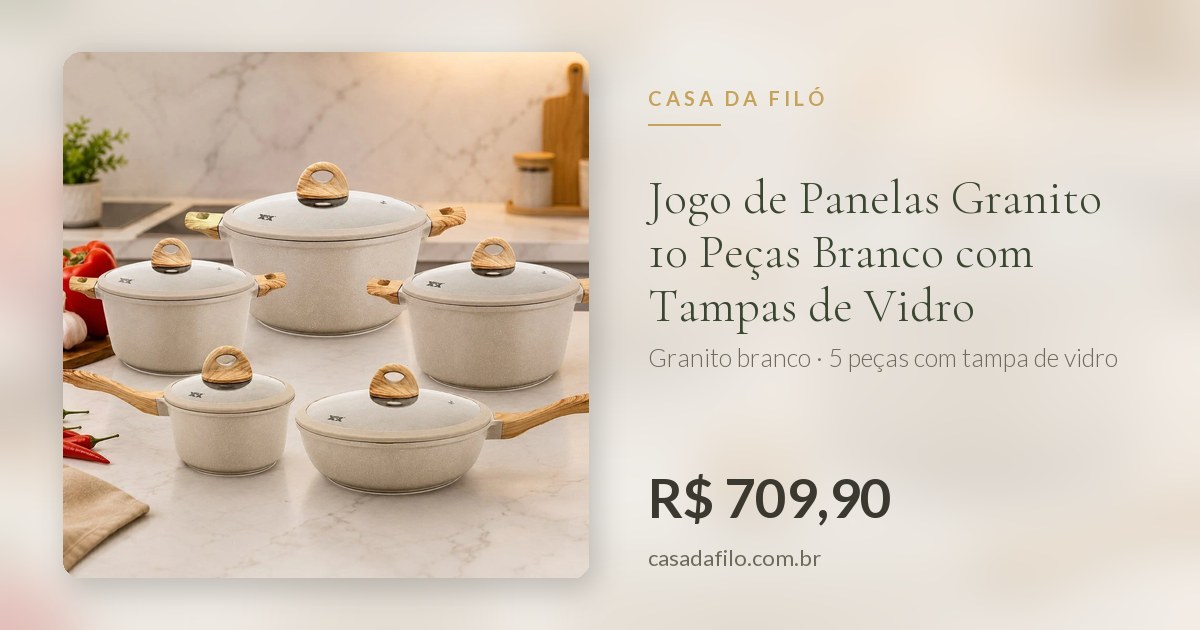 CASA DA FILÓ
Jogo de Panelas Granito
10 Peças Branco com
Tampas de Vidro
Granito branco · 5 peças com tampa de vidro
R$ 709,90
casadafilo.com.br